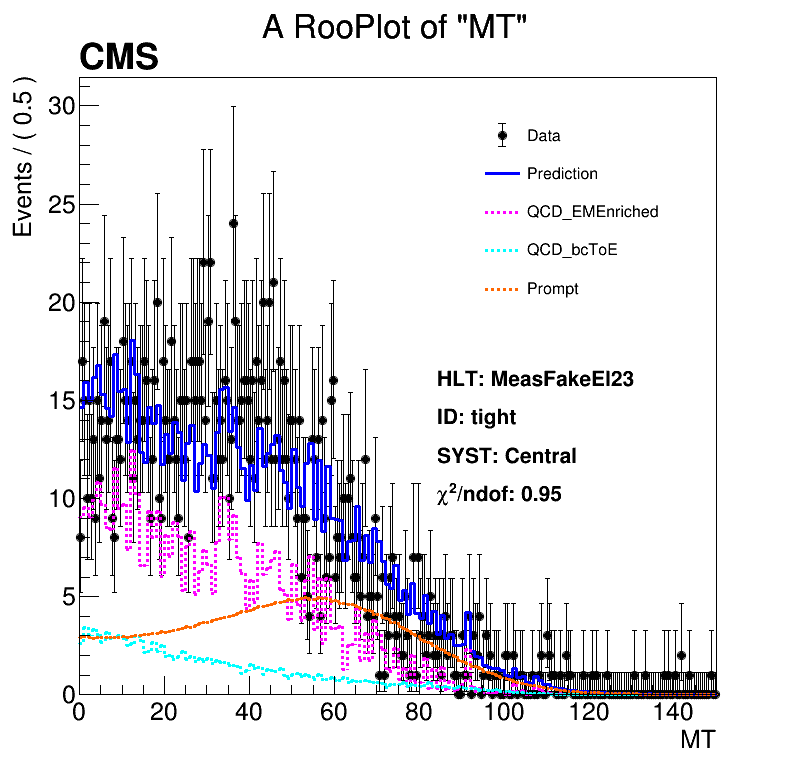 A RooPlot of "MT"
CMS
Events / ( 0.5 )
30
25
20
15
10
5
0
Data
Prediction
QCD_EMEnriched
QCD_bcToE
Prompt
HLT: MeasFakeEl23
ID: tight
SYST: Central
χ²/ndof: 0.95
0 20 40 60 80 100 120 140
MT